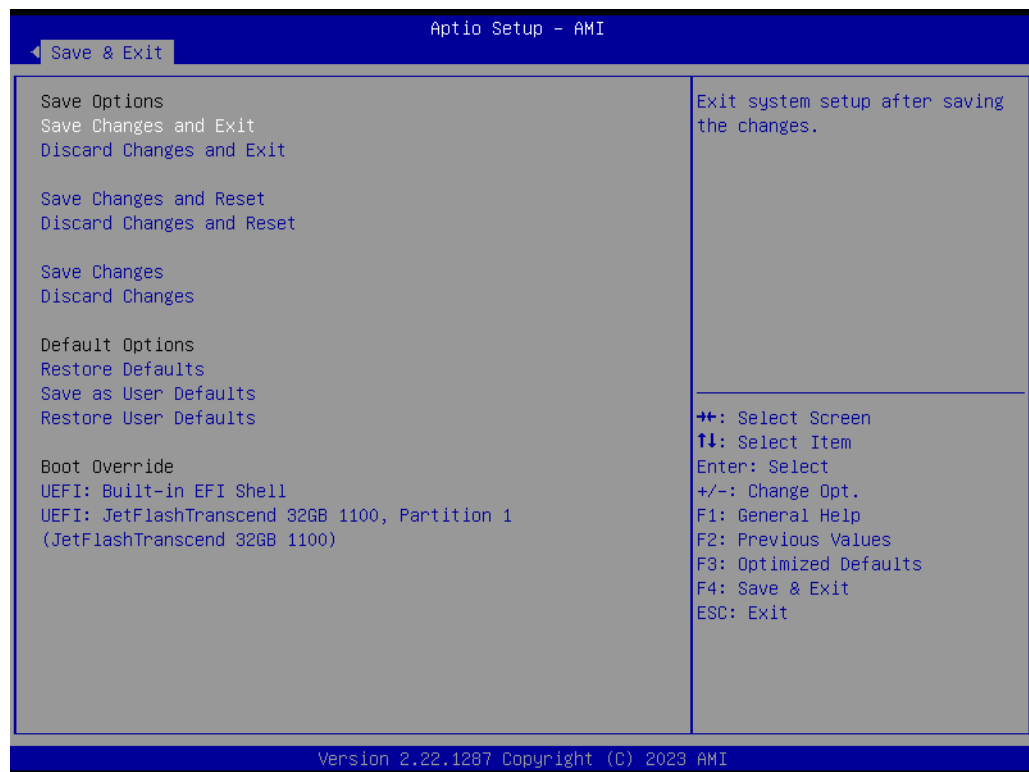 Aptio Setup – AMI
Save & Exit
Save Options
Save Changes and Exit
Discard Changes and Exit
Save Changes and Reset
Discard Changes and Reset
Save Changes
Discard Changes
Default Options
Restore Defaults
Save as User Defaults
Restore User Defaults
Boot Override
UEFI: Built-in EFI Shell
UEFI: JetFlashTranscend 32GB 1100, Partition 1
(JetFlashTranscend 32GB 1100)
Exit system setup after saving
the changes.
→←: Select Screen
↑↓: Select Item
Enter: Select
+/-: Change Opt.
F1: General Help
F2: Previous Values
F3: Optimized Defaults
F4: Save & Exit
ESC: Exit
Version 2.22.1287 Copyright (C) 2023 AMI